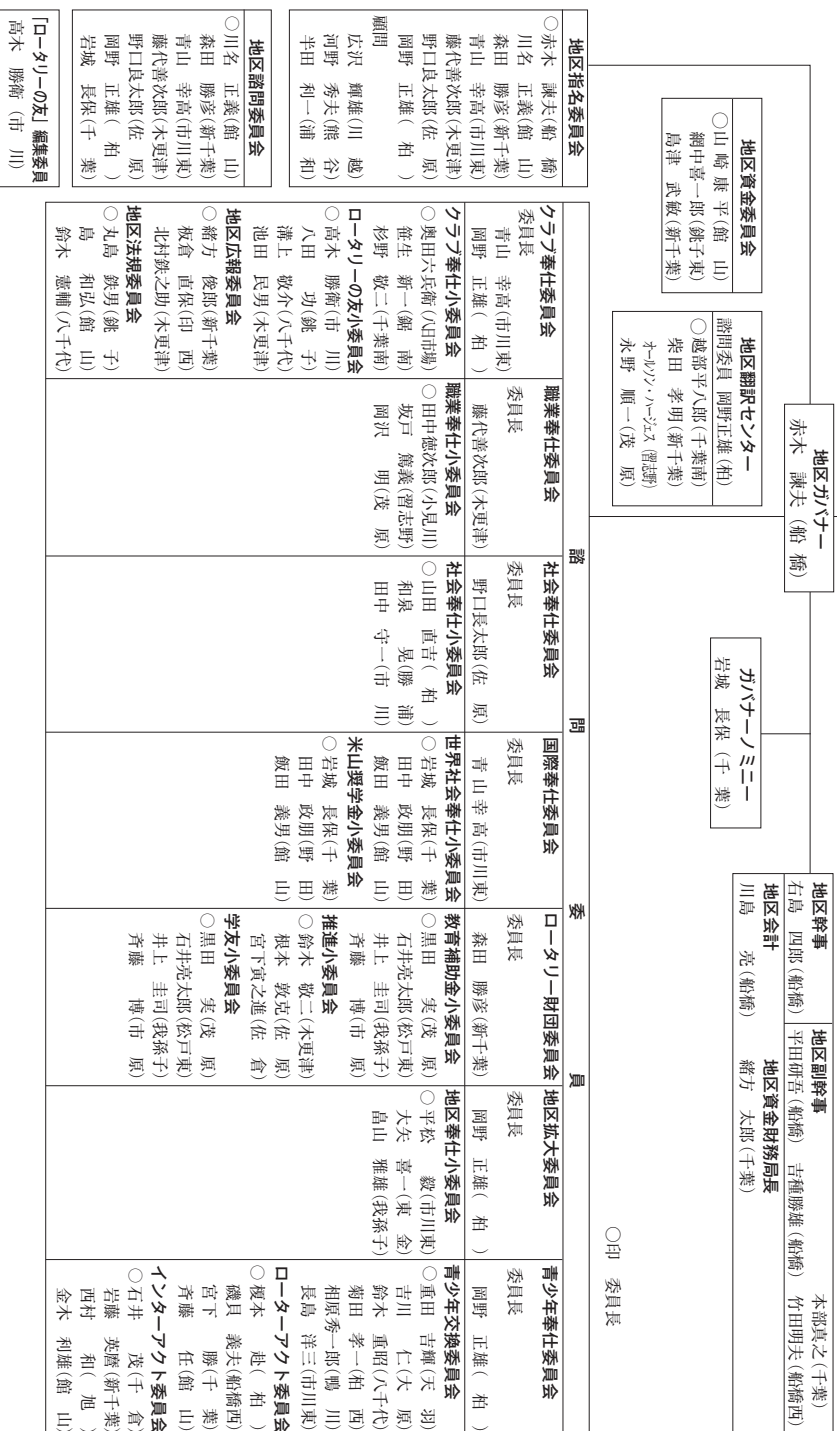 地区ガバナー
赤木 諫夫(船 橋)
ガバナーノミニー
岩城 長保(千 葉)
地区幹事
右島 四郎(船橋)
地区会計
川島 亮(船橋)
地区副幹事
本部真之(千葉)
平田研吾(船橋) 吉種勝雄(船橋) 竹田明夫(船橋西)
地区資金財務局長
緒方 太郎(千葉)
○印 委員長
地区資金委員会
○山崎康平(館 山)
網中喜一郎(銚子東)
島津 武敏(新千葉)
地区翻訳センター
諮問委員 岡野正雄(柏)
○越部平八郎(千葉南)
柴田 孝明(新千葉)
オールソン・ハージェス(習志野)
永野 順一(茂 原)
地区指名委員会
○赤木 諫夫(船 橋)
川名 正義(館 山)
森田 勝彦(新千葉)
青山 幸高(市川東)
藤代善次郎(木更津)
野口良太郎(佐 原)
岡野 正雄( 柏 )
顧問
広沢 輝雄(川 越)
河野 秀夫(熊 谷)
半田 利一(浦 和)
地区諮問委員会
○川名 正義(館 山)
森田 勝彦(新千葉)
青山 幸高(市川東)
藤代善次郎(木更津)
野口良太郎(佐 原)
岡野 正雄( 柏 )
岩城 長保(千 葉)
「ロータリーの友」編集委員
高木 勝衛(市 川)
諮問委員
クラブ奉仕委員会
委員長
青山 幸高(市川東)
岡野 正雄( 柏 )
クラブ奉仕小委員会
○奥田六兵衛(八日市場)
笹生 新一(鋸 南)
杉野 敬二(千葉南)
ロータリーの友小委員会
○高木 勝衛(市 川)
八田 功(銚 子)
溝上 敬介(八千代)
池田 民男(木更津)
地区広報委員会
○緒方 俊郎(新千葉)
板倉 直保(印 西)
北村鉄之助(木更津)
地区法規委員会
○丸島 鉄男(銚 子)
島 和弘(館 山)
鈴木 憲輔(八千代)
職業奉仕委員会
委員長
藤代善次郎(木更津)
職業奉仕小委員会
○田中徳次郎(小見川)
坂戸 篤義(習志野)
岡沢 明(茂 原)
社会奉仕委員会
委員長
野口長太郎(佐 原)
社会奉仕小委員会
○山田 直吉( 柏 )
和泉 晃(勝 浦)
田中 守一(市 川)
国際奉仕委員会
委員長
青山幸高(市川東)
世界社会奉仕小委員会
○岩城 長保(千 葉)
田中 政朋(野 田)
飯田 義男(館 山)
米山奨学金小委員会
○岩城 長保(千 葉)
田中 政朋(野 田)
飯田 義男(館 山)
ロータリー財団委員会
委員長
森田 勝彦(新千葉)
教育補助金小委員会
○黒田 実(茂 原)
石井亮太郎(松戸東)
井上 圭司(我孫子)
斉藤 博(市 原)
推進小委員会
○鈴木 敬二(木更津)
根本 敦克(佐 原)
宮下寅之進(佐 倉)
学友小委員会
○黒田 実(茂 原)
石井亮太郎(松戸東)
井上 圭司(我孫子)
斉藤 博(市 原)
地区拡大委員会
委員長
岡野 正雄( 柏 )
地区奉仕小委員会
○平松 毅(市川東)
大矢 喜一(東 金)
畠山 雅雄(我孫子)
青少年奉仕委員会
委員長
岡野 正雄( 柏 )
青少年交換委員会
○重田 吉輝(天 羽)
吉川 仁(大 原)
鈴木 重昭(八千代)
菊田 孝一(柏 西)
相原秀一郎(鴨 川)
長島 洋三(市川東)
ローターアクト委員会
○榎本 赳( 柏 )
磯貝 義夫(船橋西)
宮下 勝(千 葉)
斉藤 任(館 山)
インターアクト委員会
○石井 茂(千 倉)
岩藤 英麿(新千葉)
西村 和( 旭 )
金木 利雄(館 山)